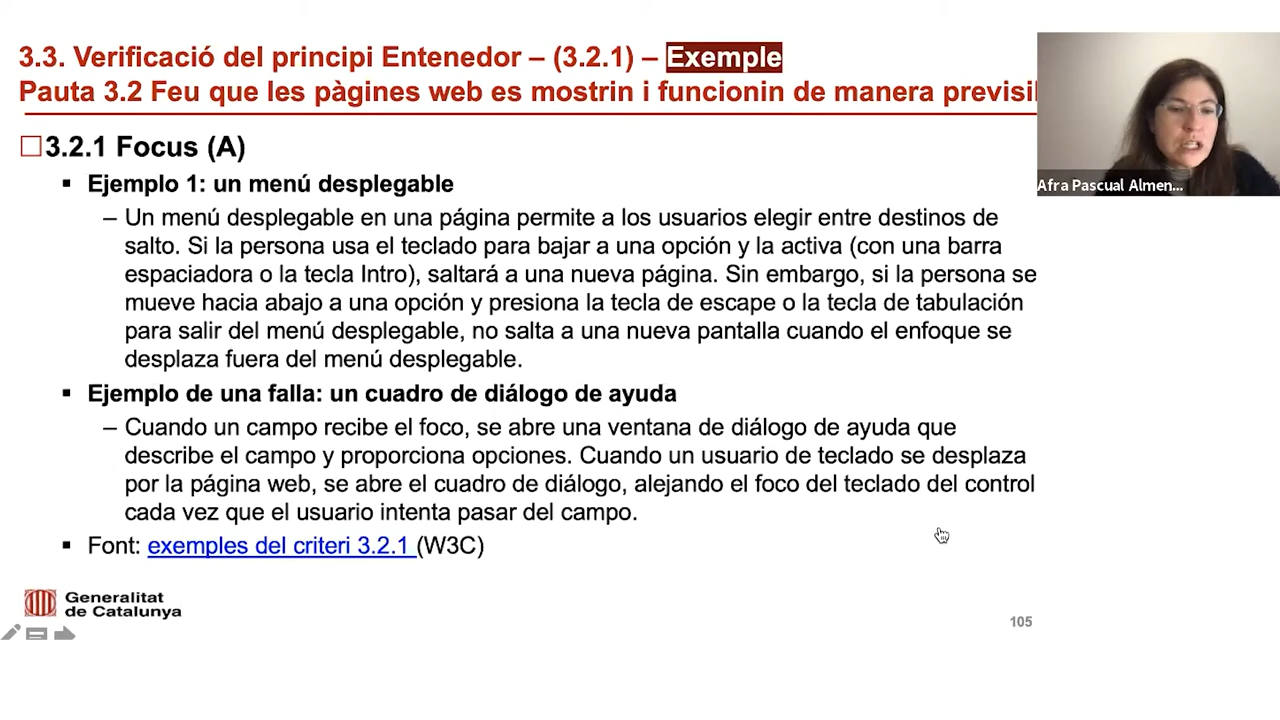 3.3. Verificació del principi Entenedor – (3.2.1) – Exemple
Pauta 3.2 Feu que les pàgines web es mostrin i funcionin de manera previsil
3.2.1 Focus (A)
Ejemplo 1: un menú desplegable
– Un menú desplegable en una página permite a los usuarios elegir entre destinos de
salto. Si la persona usa el teclado para bajar a una opción y la activa (con una barra
espaciadora o la tecla Intro), saltará a una nueva página. Sin embargo, si la persona se
mueve hacia abajo a una opción y presiona la tecla de escape o la tecla de tabulación
para salir del menú desplegable, no salta a una nueva pantalla cuando el enfoque se
desplaza fuera del menú desplegable.
Ejemplo de una falla: un cuadro de diálogo de ayuda
– Cuando un campo recibe el foco, se abre una ventana de diálogo de ayuda que
describe el campo y proporciona opciones. Cuando un usuario de teclado se desplaza
por la página web, se abre el cuadro de diálogo, alejando el foco del teclado del control
cada vez que el usuario intenta pasar del campo.
Font: exemples del criteri 3.2.1 (W3C)
Generalitat
de Catalunya
105
Afra Pascual Almen...